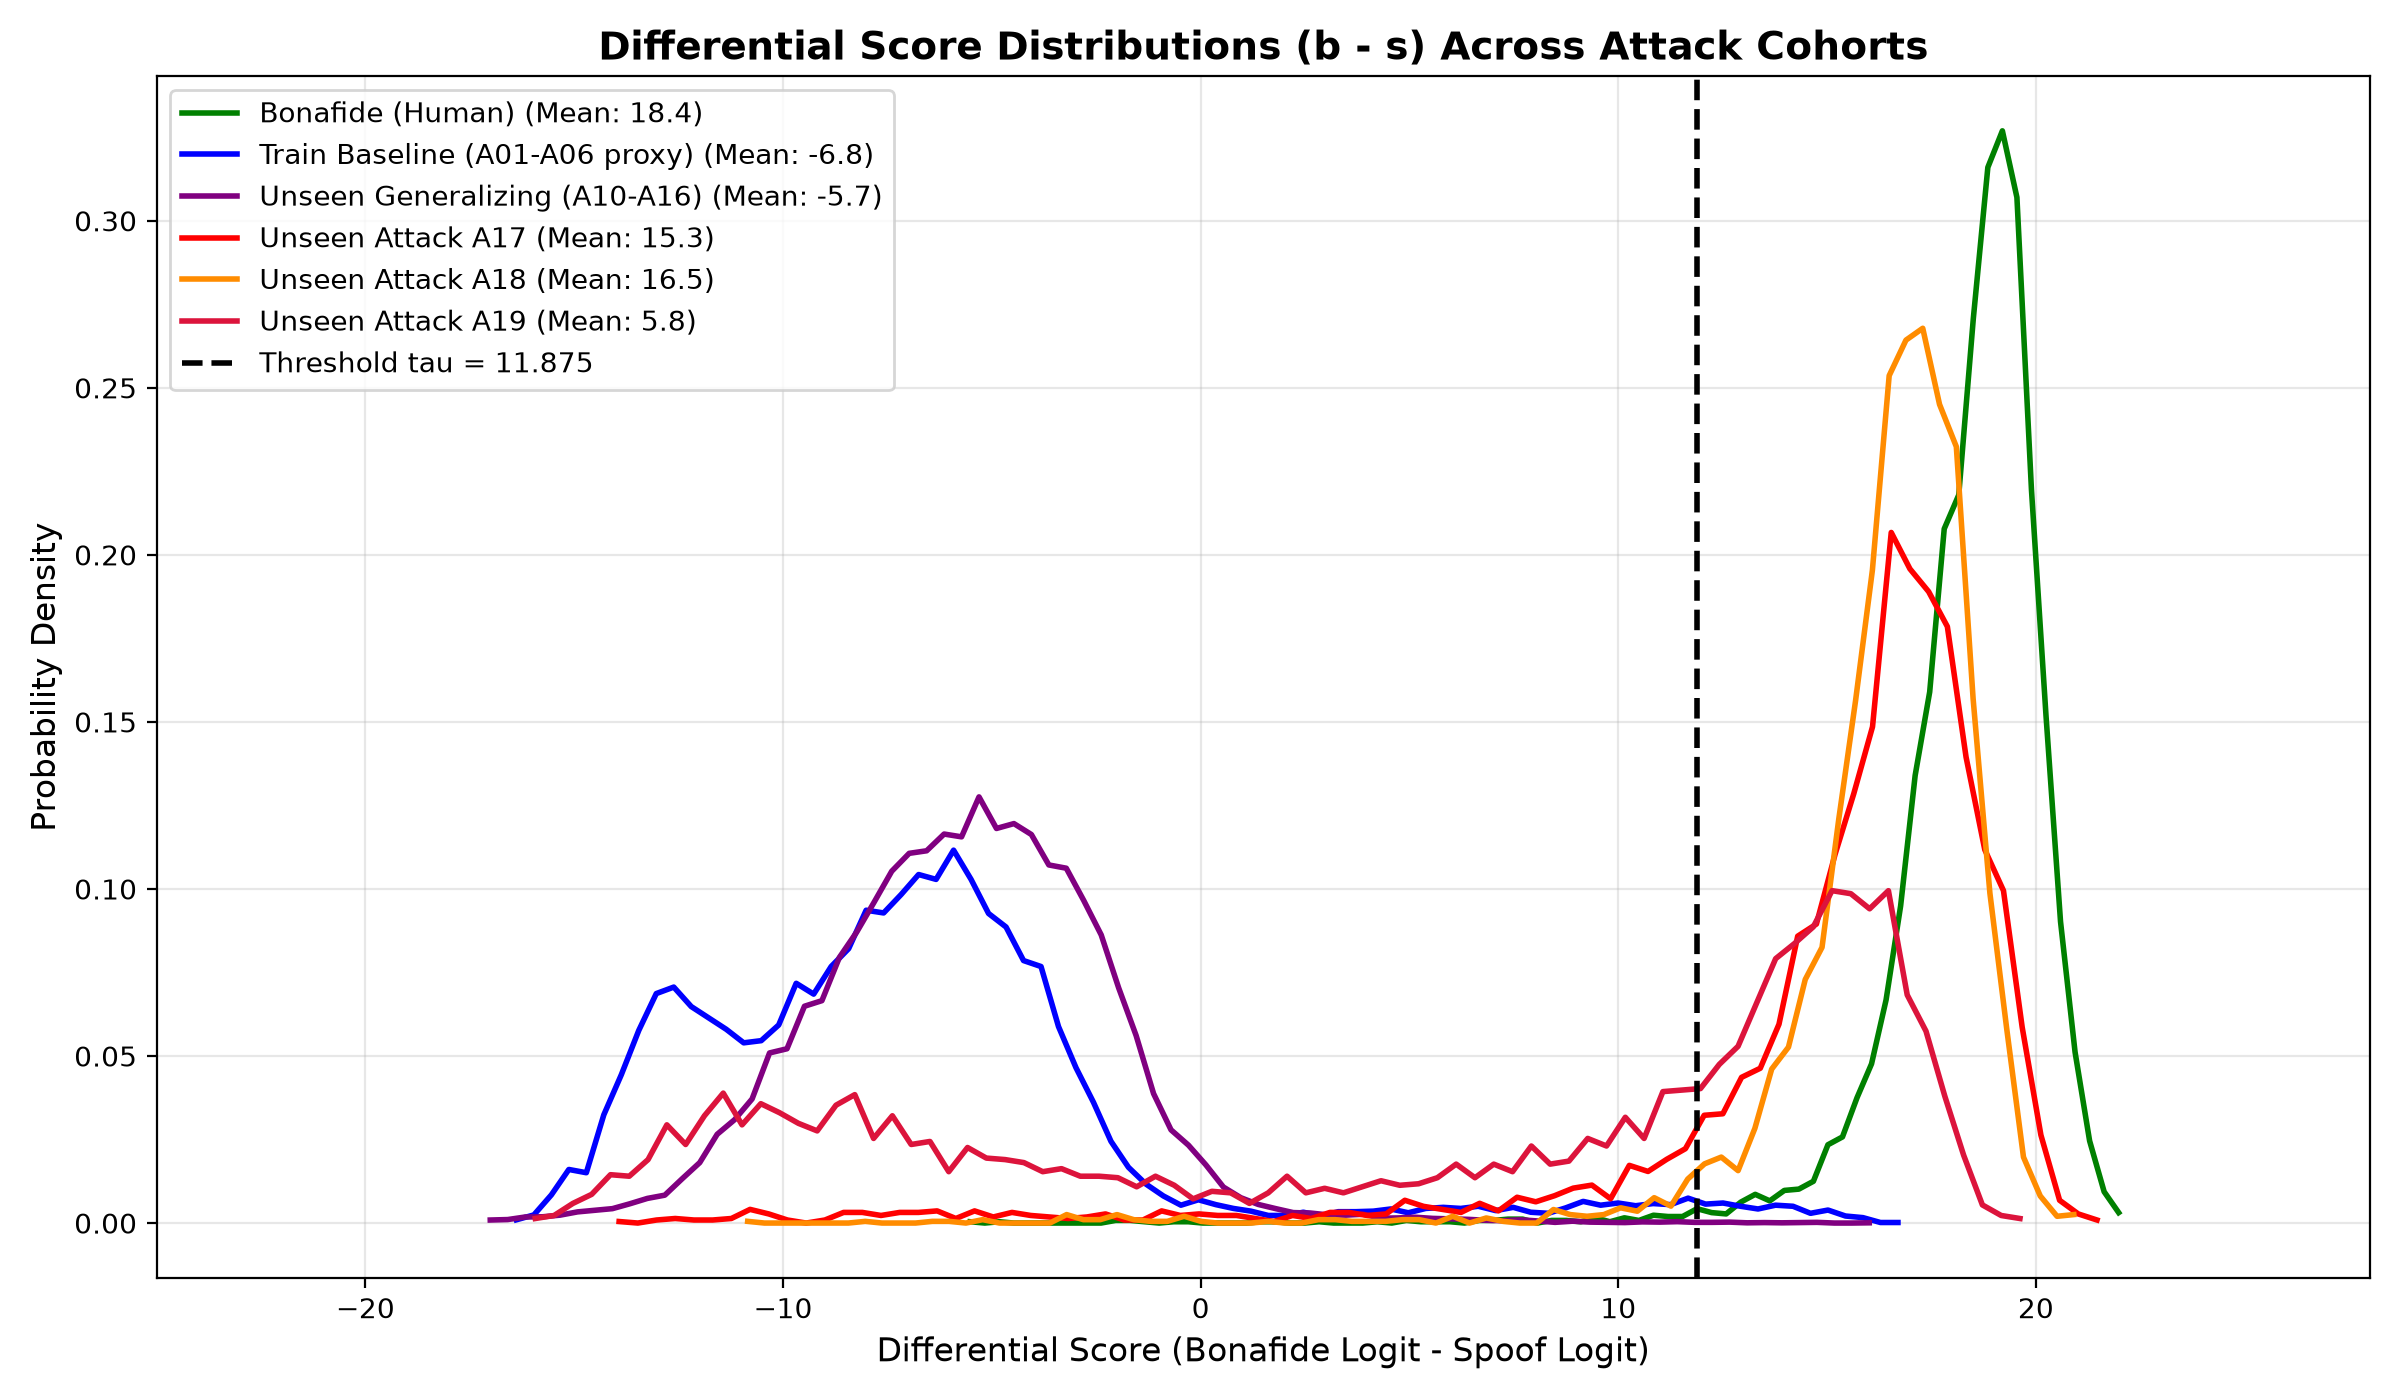 Differential Score Distributions (b - s) Across Attack Cohorts
Bonafide (Human) (Mean: 18.4)
Train Baseline (A01-A06 proxy) (Mean: -6.8)
Unseen Generalizing (A10-A16) (Mean: -5.7)
Unseen Attack A17 (Mean: 15.3)
Unseen Attack A18 (Mean: 16.5)
Unseen Attack A19 (Mean: 5.8)
Threshold tau = 11.875
Probability Density
0.30
0.25
0.20
0.15
0.10
0.05
0.00
−20 −10 0 10 20
Differential Score (Bonafide Logit - Spoof Logit)